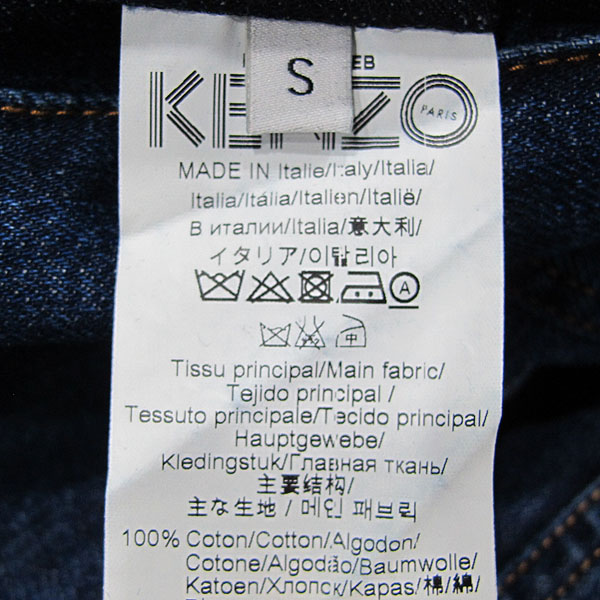 S
EB
KENZO
PARIS
MADE IN Italie/Italy/Italia/
Italia/Itália/Italien/Italië/
В италии/Italia/意大利/
イタリア/이탈리아
A
中
Tissu principal/Main fabric/
Tejido principal /
Tessuto principale/Tecido principal/
Hauptgewebe/
Kledingstuk/Главная ткань/
主要结构/
主な生地 / 메인 패브릭
100% Coton/Cotton/Algodon/
Cotone/Algodão/Baumwolle/
Katoen/Хлопок/Kapas/棉/綿/